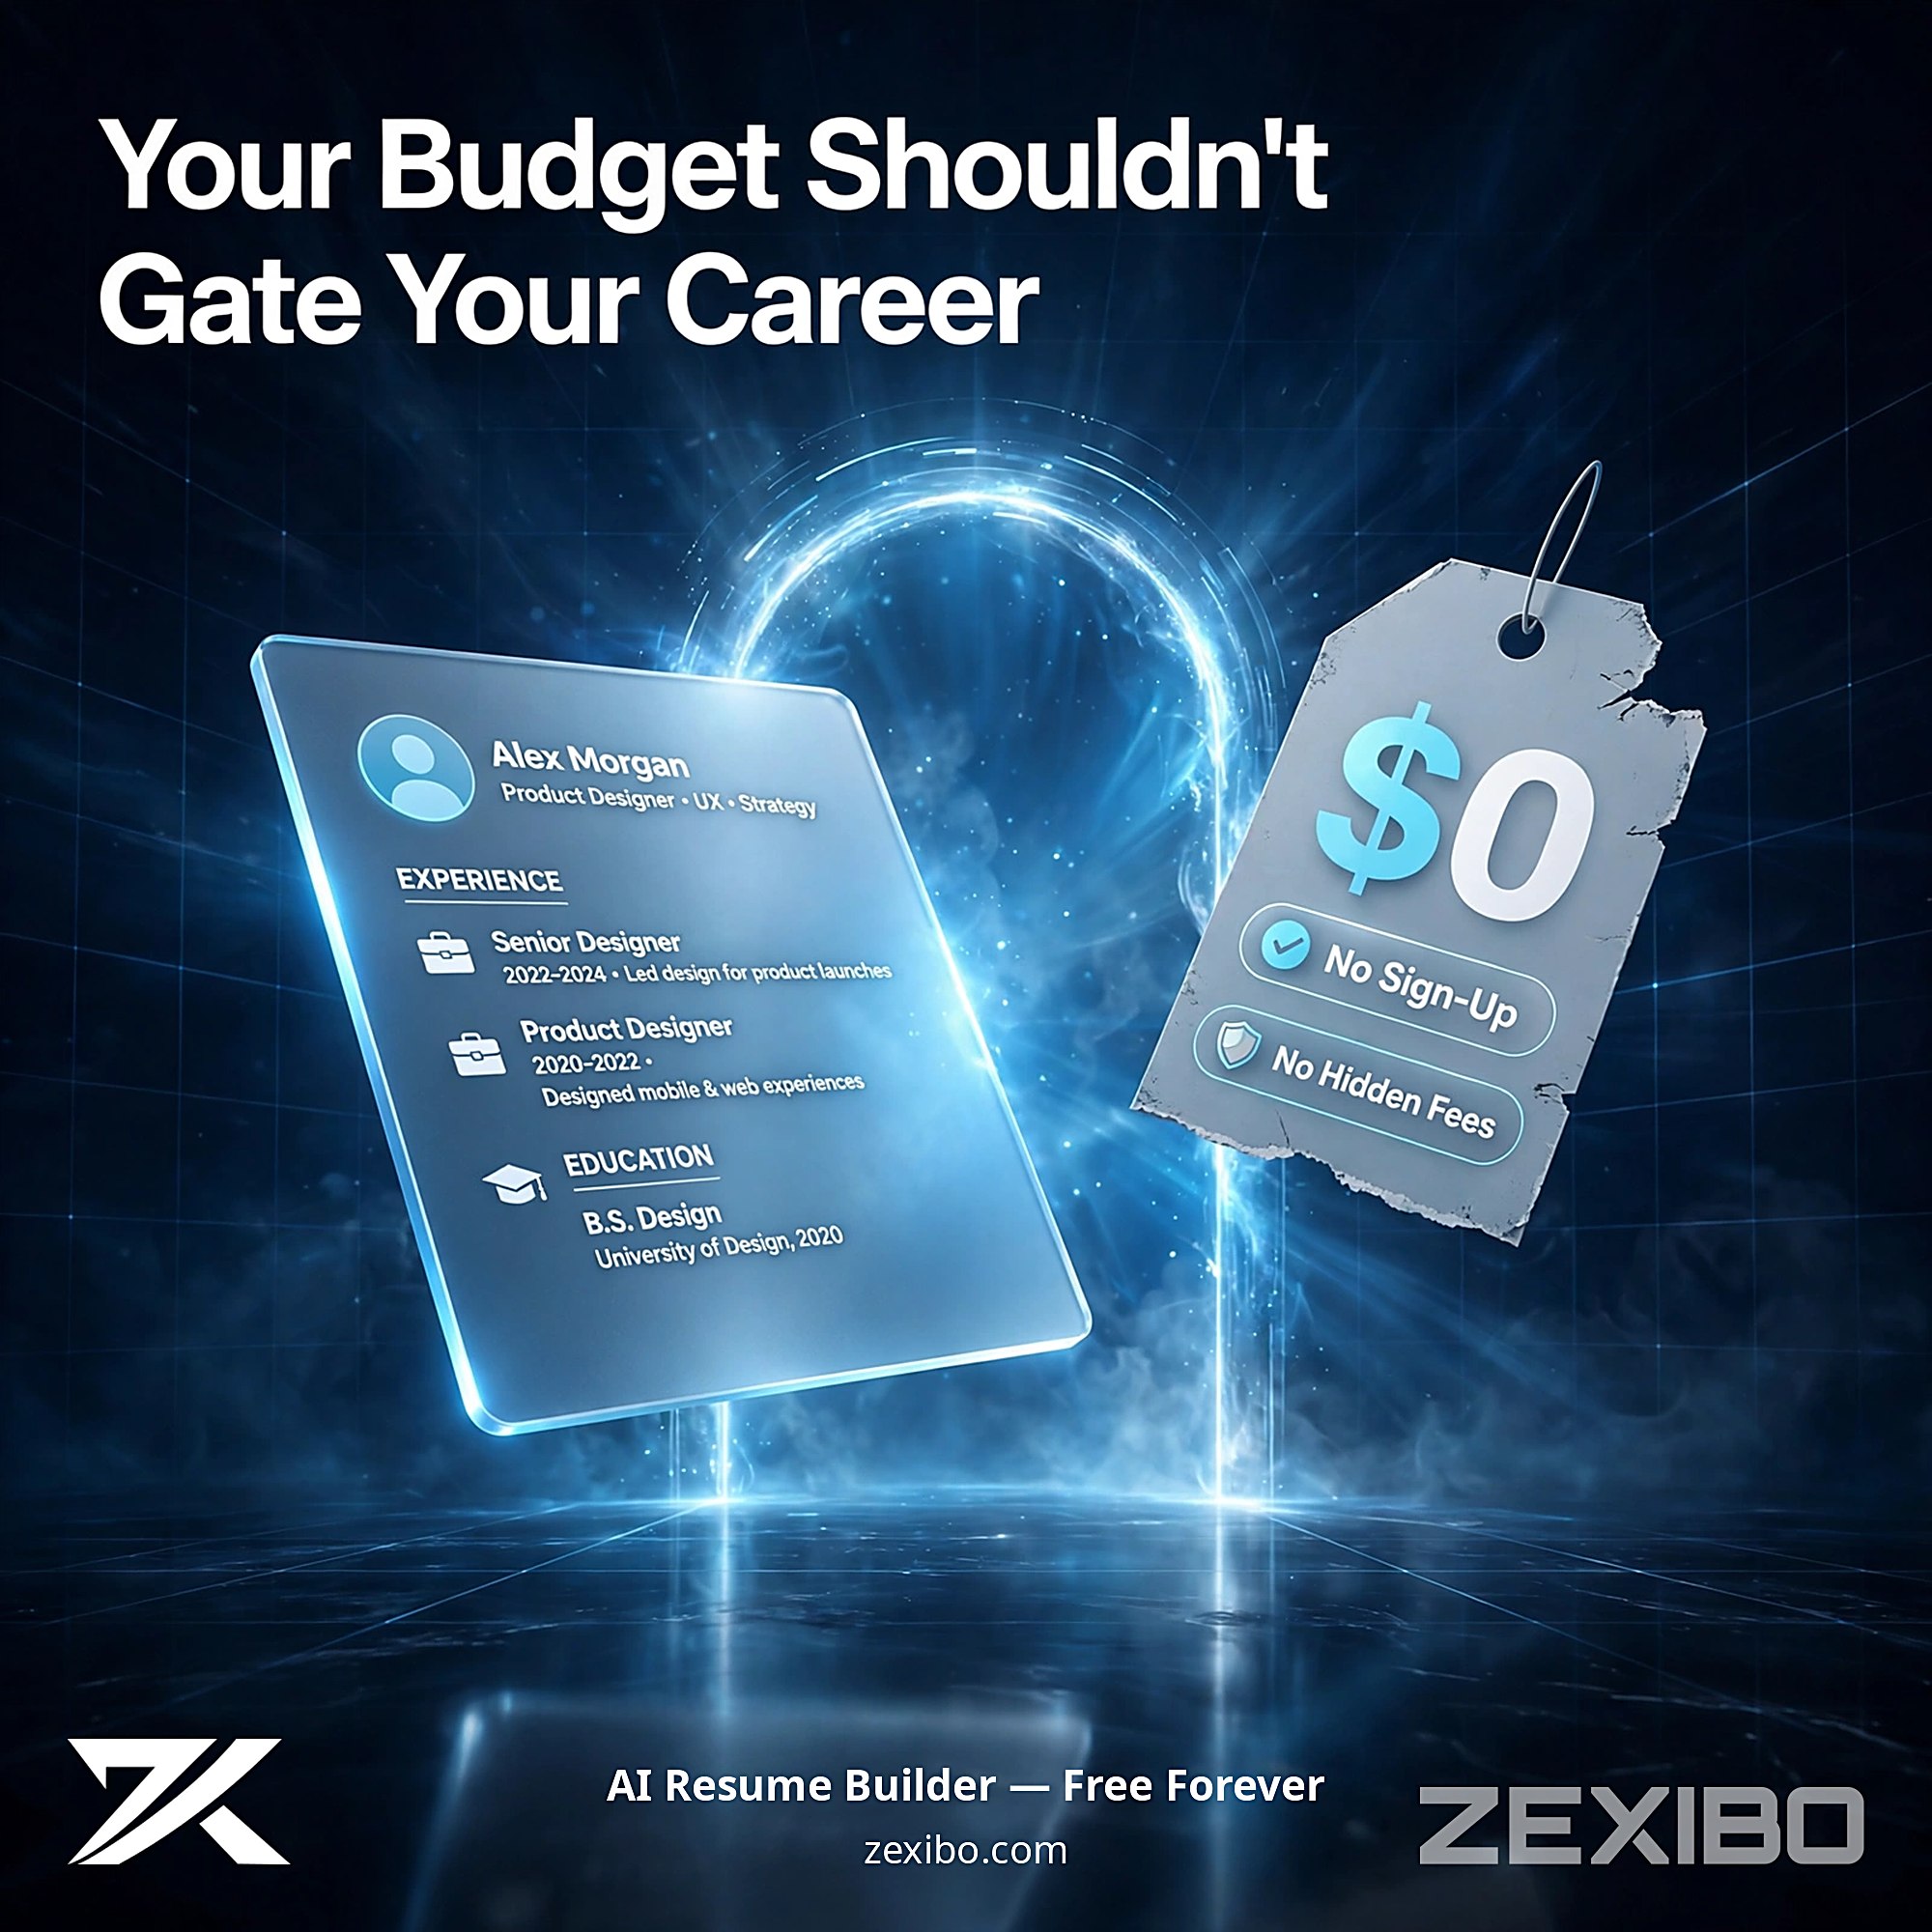 Your Budget Shouldn't
Gate Your Career
Alex Morgan
Product Designer • UX • Strategy
EXPERIENCE
Senior Designer
2022–2024 • Led design for product launches
Product Designer
2020–2022 •
Designed mobile & web experiences
EDUCATION
B.S. Design
University of Design, 2020
$0
No Sign-Up
No Hidden Fees
AI Resume Builder — Free Forever
zexibo.com
ZEXIBO